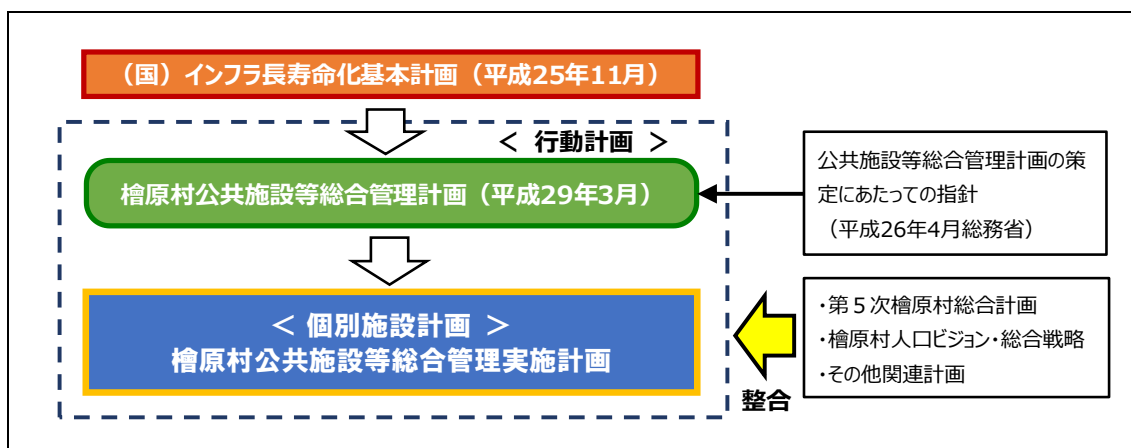 （国）インフラ長寿命化基本計画（平成25年11月）
＜ 行動計画 ＞
檜原村公共施設等総合管理計画（平成29年3月）
公共施設等総合管理計画の策
定にあたっての指針
（平成26年4月総務省）
＜ 個別施設計画 ＞
檜原村公共施設等総合管理実施計画
・第５次檜原村総合計画
・檜原村人口ビジョン・総合戦略
・その他関連計画
整合